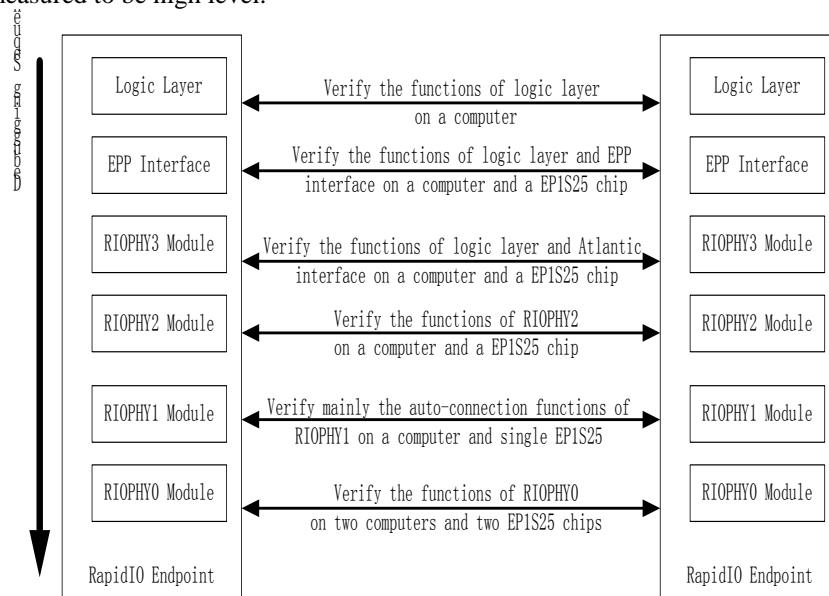 easured to be high level.
Debugging Seque
Logic Layer
Verify the functions of logic layer
on a computer
Logic Layer
EPP Interface
Verify the functions of logic layer and EPP
interface on a computer and a EP1S25 chip
EPP Interface
RIOPHY3 Module
Verify the functions of logic layer and Atlantic
interface on a computer and a EP1S25 chip
RIOPHY3 Module
RIOPHY2 Module
Verify the functions of RIOPHY2
on a computer and a EP1S25 chip
RIOPHY2 Module
RIOPHY1 Module
Verify mainly the auto-connection functions of
RIOPHY1 on a computer and single EP1S25
RIOPHY1 Module
RIOPHY0 Module
Verify the functions of RIOPHY0
on two computers and two EP1S25 chips
RIOPHY0 Module
RapidIO Endpoint
RapidIO Endpoint